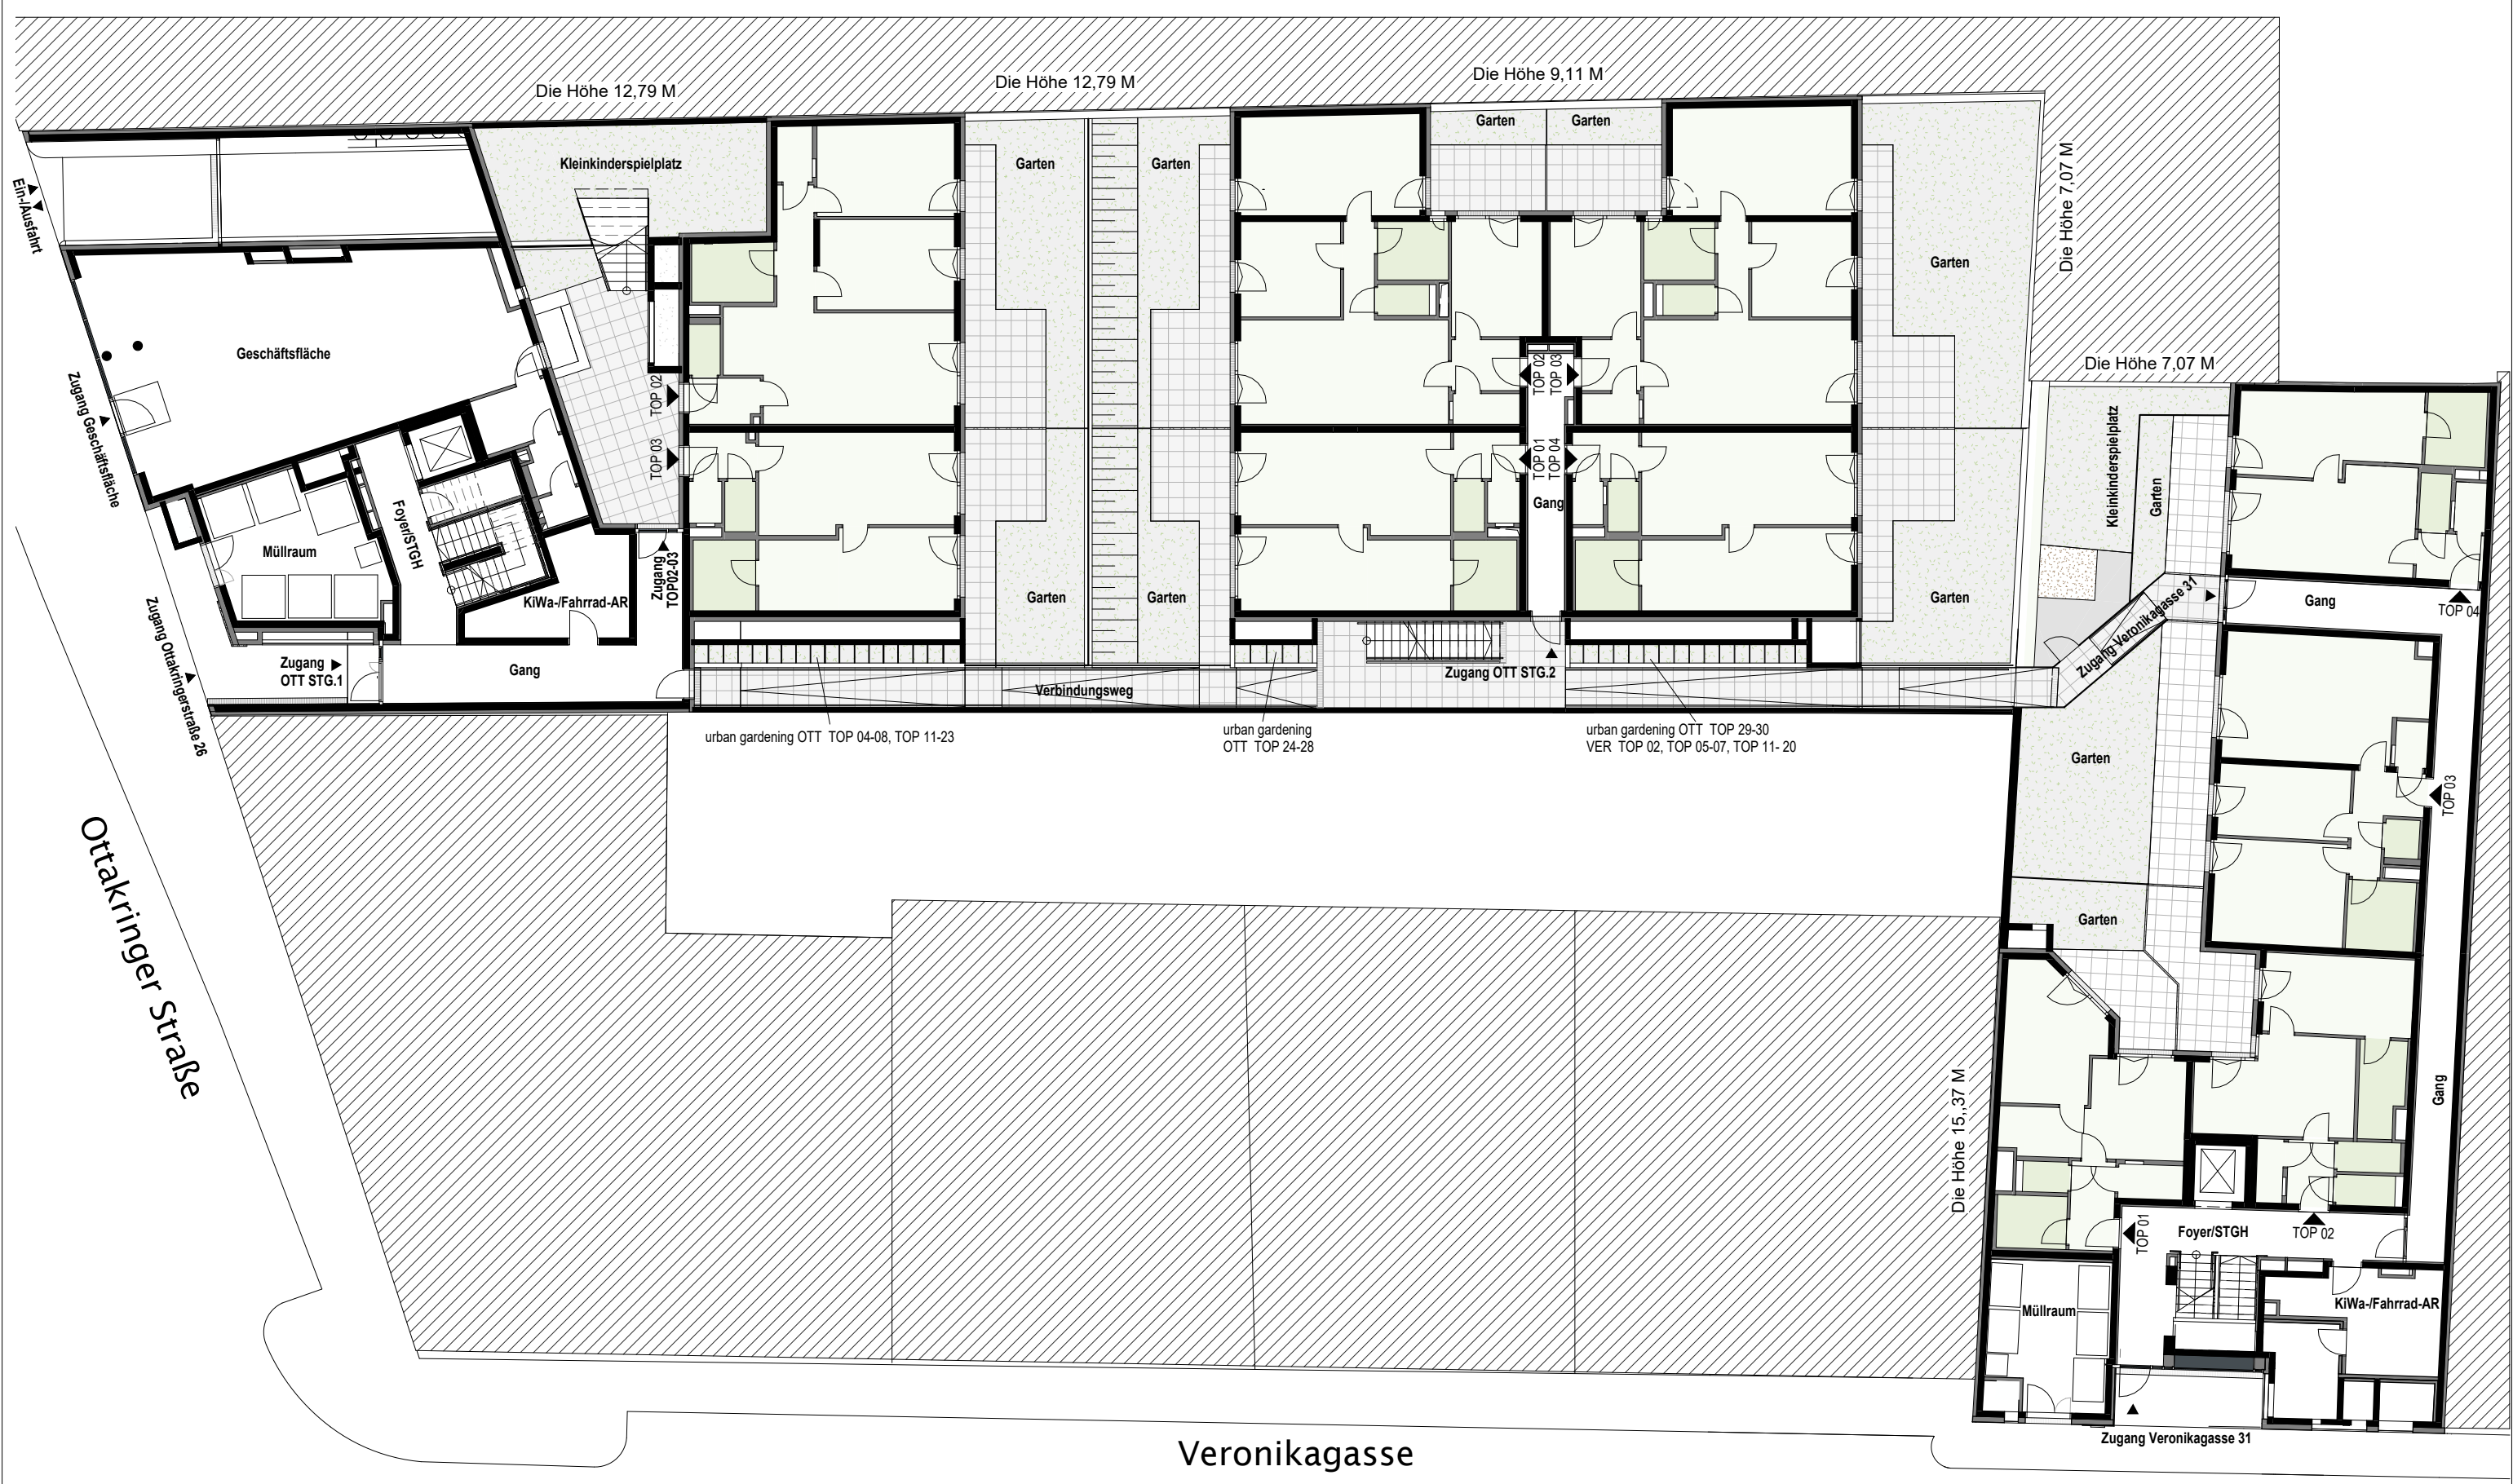 Die Höhe 12,79 M
Die Höhe 12,79 M
Die Höhe 9,11 M
Die Höhe 7,07 M
Die Höhe 7,07 M
Ein-/Ausfahrt
Kleinkinderspielplatz
Garten
Garten
Garten
Garten
Garten
Geschäftsfläche
Zugang Geschäftsfläche
TOP 02
TOP 03
TOP 02
TOP 03
TOP 01
TOP 04
Gang
Müllraum
Foyer/STGH
KiWa-/Fahrrad-AR
Zugang
TOP02-03
Garten
Garten
Garten
Kleinkinderspielplatz
Garten
Zugang Veronikagasse 31
Gang
TOP 04
Zugang Ottakringerstraße 26
Zugang
OTT STG.1
Gang
Verbindungsweg
Zugang OTT STG.2
urban gardening OTT TOP 04-08, TOP 11-23
urban gardening
OTT TOP 24-28
urban gardening OTT TOP 29-30
VER TOP 02, TOP 05-07, TOP 11- 20
Garten
TOP 03
Garten
Ottakringer Straße
Die Höhe 15,,37 M
Gang
TOP 01
Foyer/STGH
TOP 02
Müllraum
KiWa-/Fahrrad-AR
Zugang Veronikagasse 31
Veronikagasse